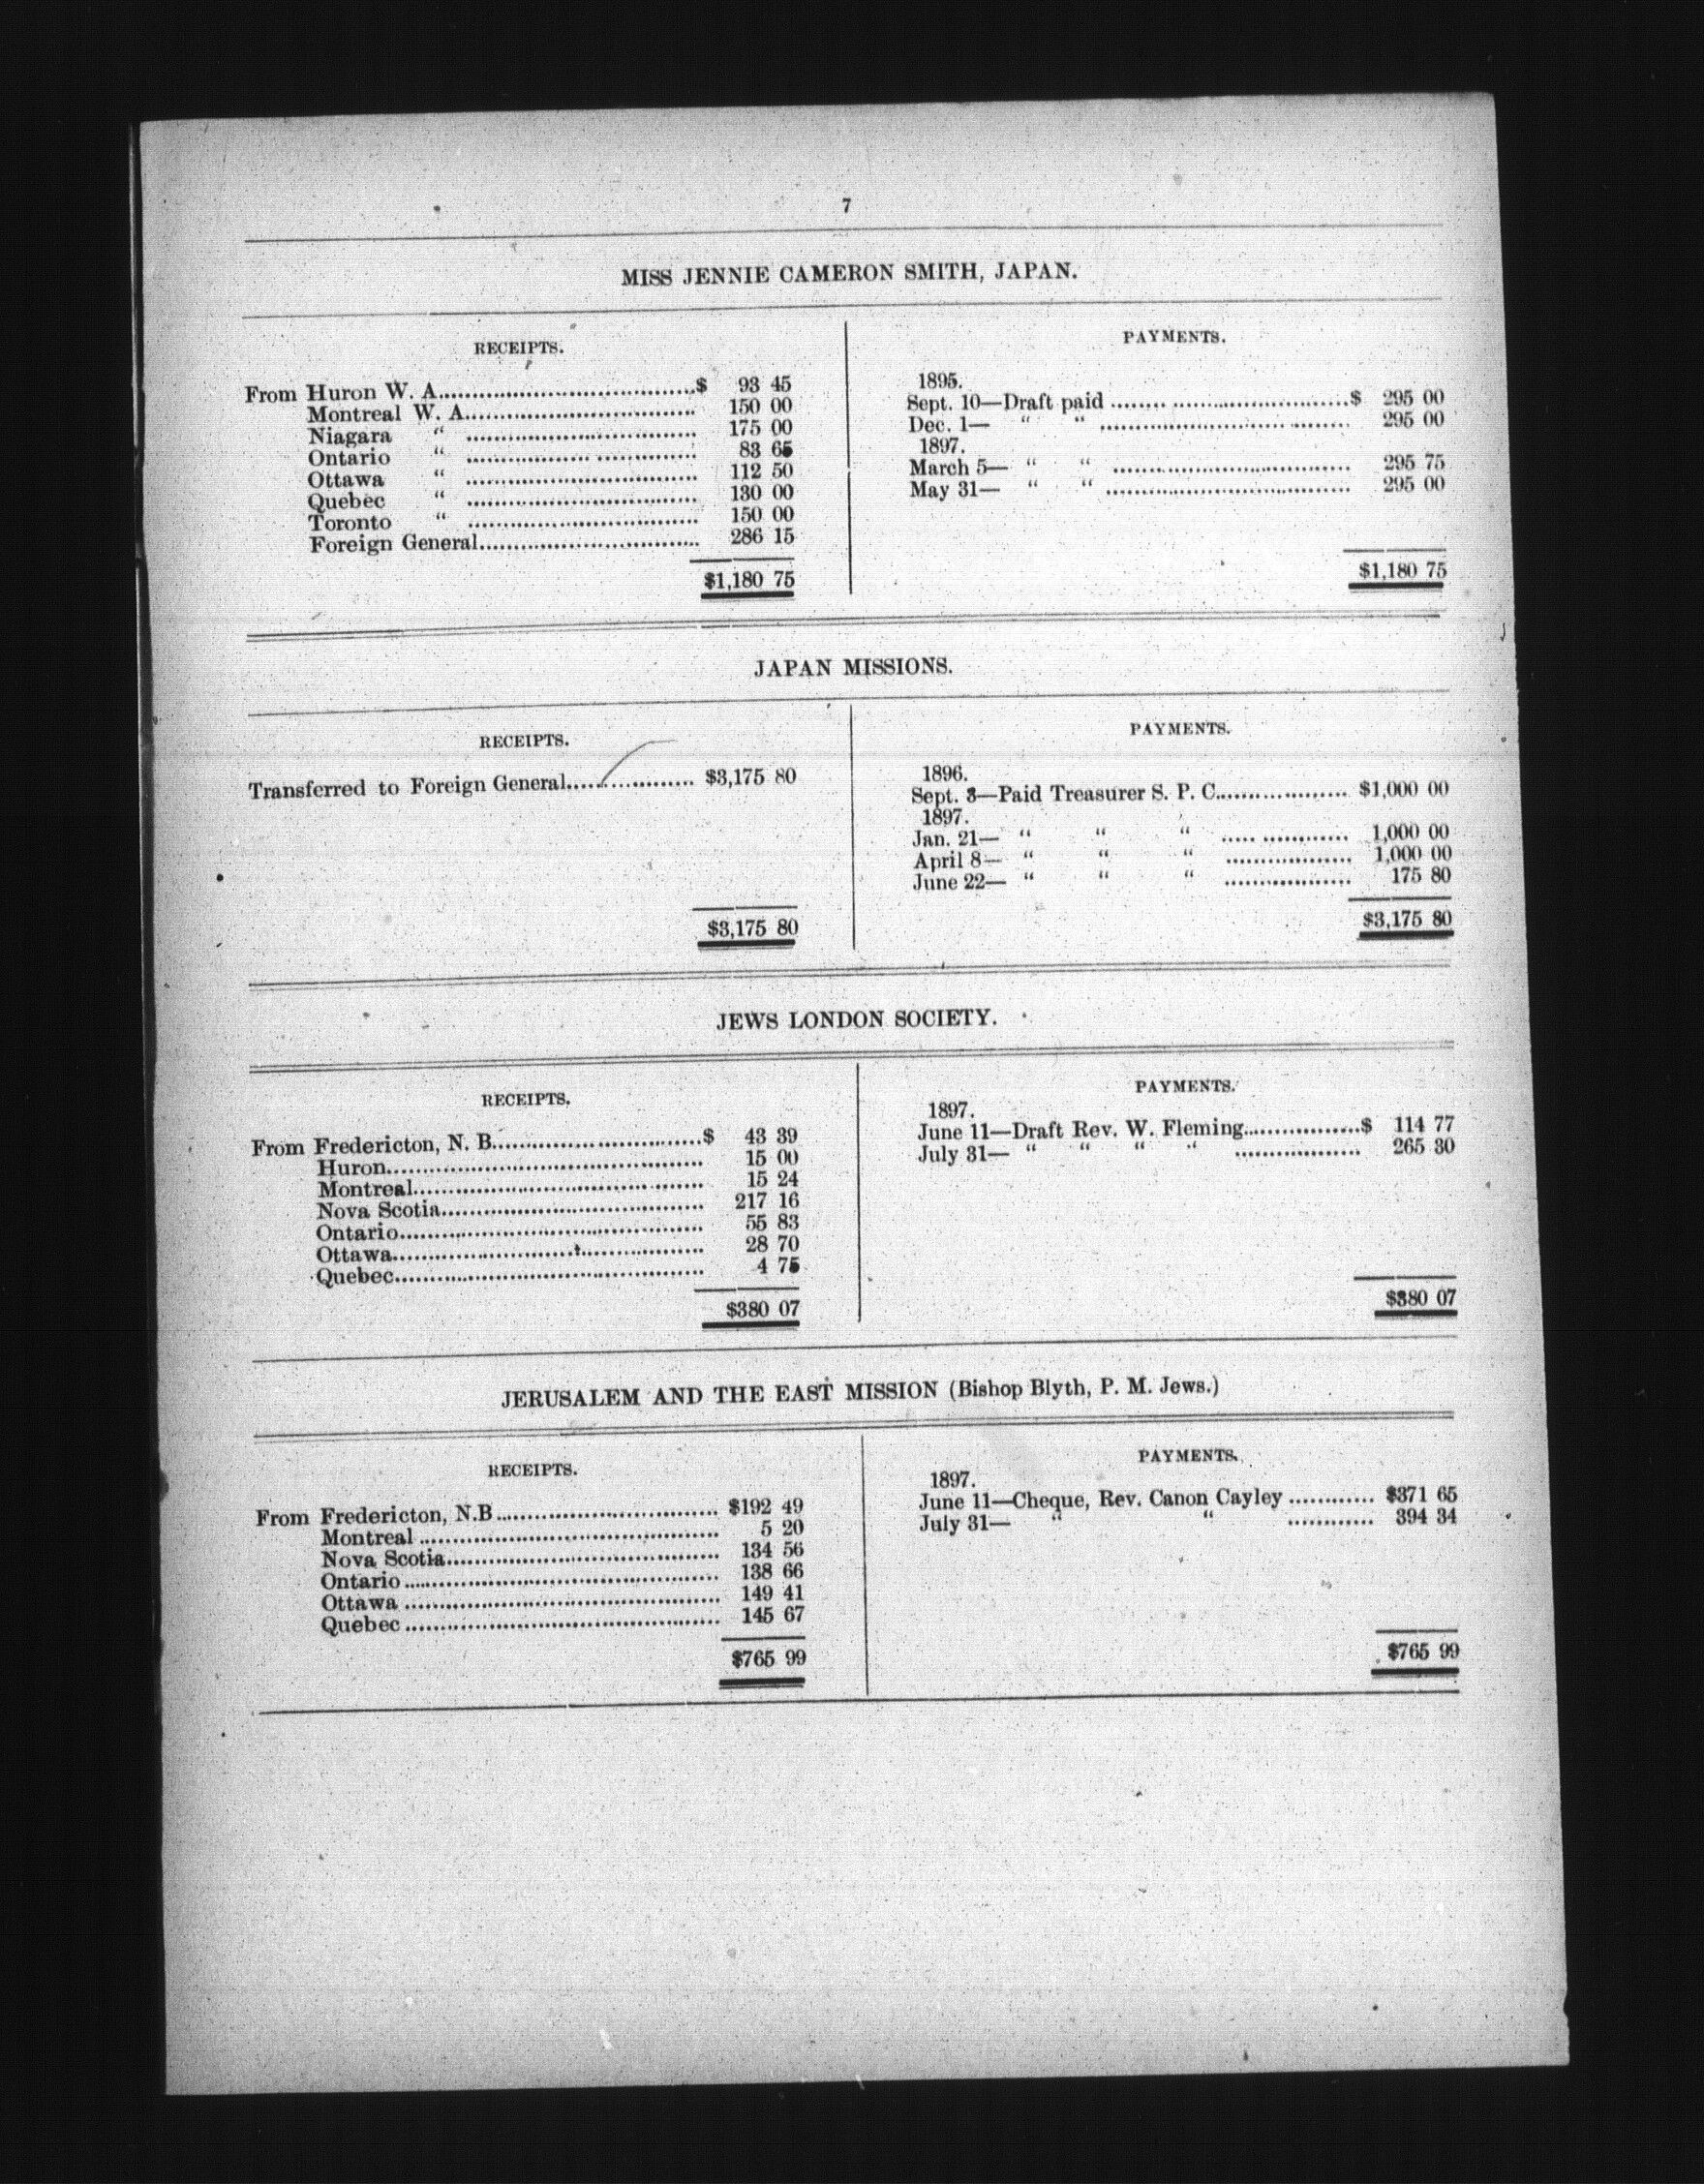 7
MISS JENNIE CAMERON SMITH, JAPAN.
RECEIPTS.
From Huron W. A.................................$ 93 45
Montreal W. A................................. 150 00
Niagara “ ................................. 175 00
Ontario “ ................................. 83 65
Ottawa “ ................................. 112 50
Quebec “ ................................. 130 00
Toronto “ ................................. 150 00
Foreign General................................. 286 15
$1,180 75
PAYMENTS.
1895.
Sept. 10—Draft paid .................................$ 295 00
Dec. 1— “ “ ................................. 295 00
1897.
March 5— “ “ ................................. 295 75
May 31— “ “ ................................. 295 00
$1,180 75
JAPAN MISSIONS.
RECEIPTS.
Transferred to Foreign General.................. $3,175 80
$3,175 80
PAYMENTS.
1896.
Sept. 3—Paid Treasurer S. P. C................... $1,000 00
1897.
Jan. 21— “ “ “ .................. 1,000 00
April 8— “ “ “ .................. 1,000 00
June 22— “ “ “ .................. 175 80
$3,175 80
JEWS LONDON SOCIETY.
RECEIPTS.
From Fredericton, N. B.............................$ 43 39
Huron............................. 15 00
Montreal............................. 15 24
Nova Scotia............................. 217 16
Ontario............................. 55 83
Ottawa............................. 28 70
Quebec............................. 4 75
$380 07
PAYMENTS.
1897.
June 11—Draft Rev. W. Fleming................$ 114 77
July 31— “ “ “ “ ................. 265 30
$380 07
JERUSALEM AND THE EAST MISSION (Bishop Blyth, P. M. Jews.)
RECEIPTS.
From Fredericton, N.B............................. $192 49
Montreal ............................. 5 20
Nova Scotia............................. 134 56
Ontario ............................. 138 66
Ottawa ............................. 149 41
Quebec ............................. 145 67
$765 99
PAYMENTS.
1897.
June 11—Cheque, Rev. Canon Cayley ............ $371 65
July 31— “ “ ............ 394 34
$765 99